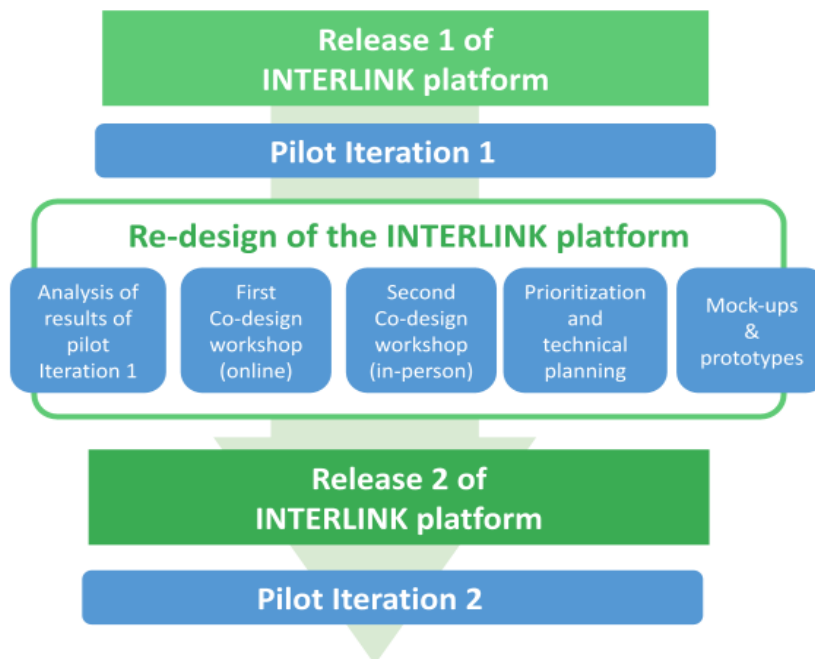 Release 1 of
INTERLINK platform
Pilot Iteration 1
Re-design of the INTERLINK platform
Analysis of
results of
pilot
Iteration 1
First
Co-design
workshop
(online)
Second
Co-design
workshop
(in-person)
Prioritization
and
technical
planning
Mock-ups
&
prototypes
Release 2 of
INTERLINK platform
Pilot Iteration 2